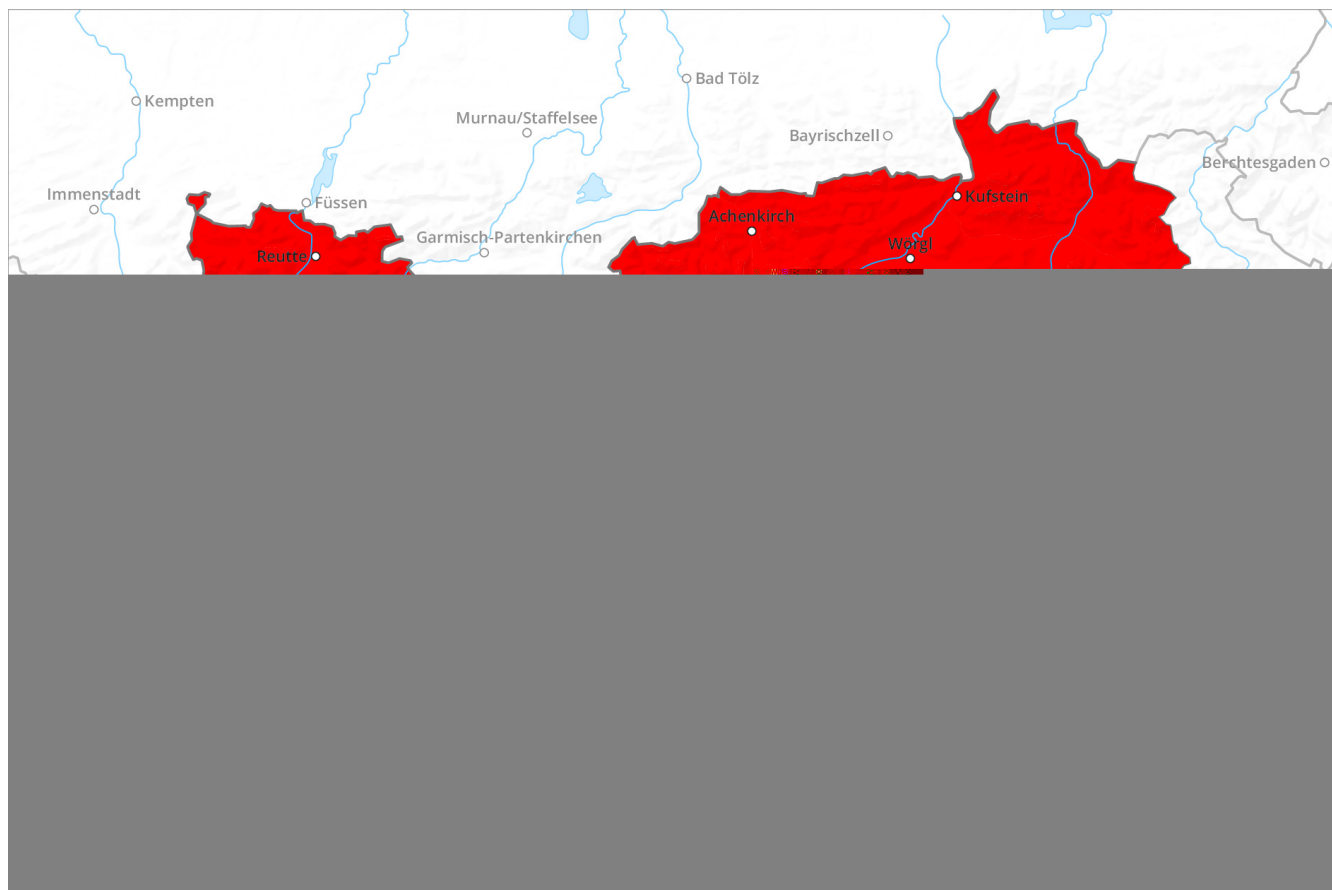 Bad Tölz
Kempten
Murnau/Staffelsee
Bayrischzell
Berchtesgaden
Immenstadt
Füssen
Kufstein
Achenkirch
Garmisch-Partenkirchen
Wörgl
Reutte